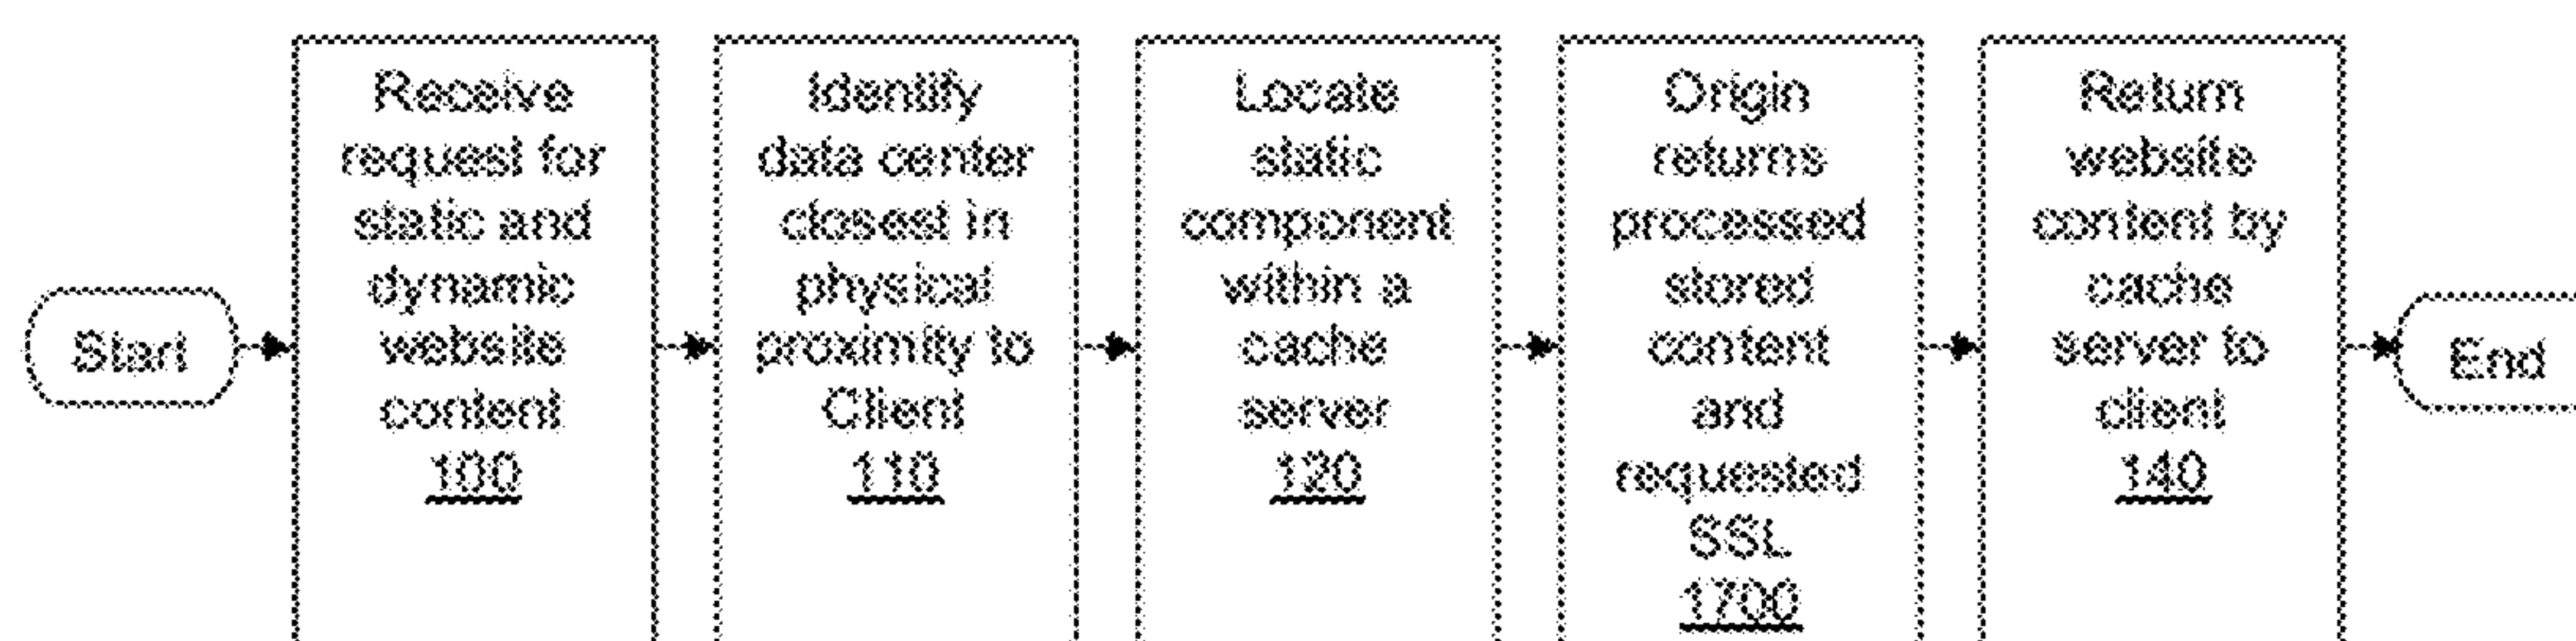 Start
Receive
request for
static and
dynamic
website
content
100
Identify
data center
closest in
physical
proximity to
Client
110
Locate
static
component
within a
cache
server
120
Origin
returns
processed
stored
content
and
requested
SSL
1700
Return
website
content by
cache
server to
client
140
End